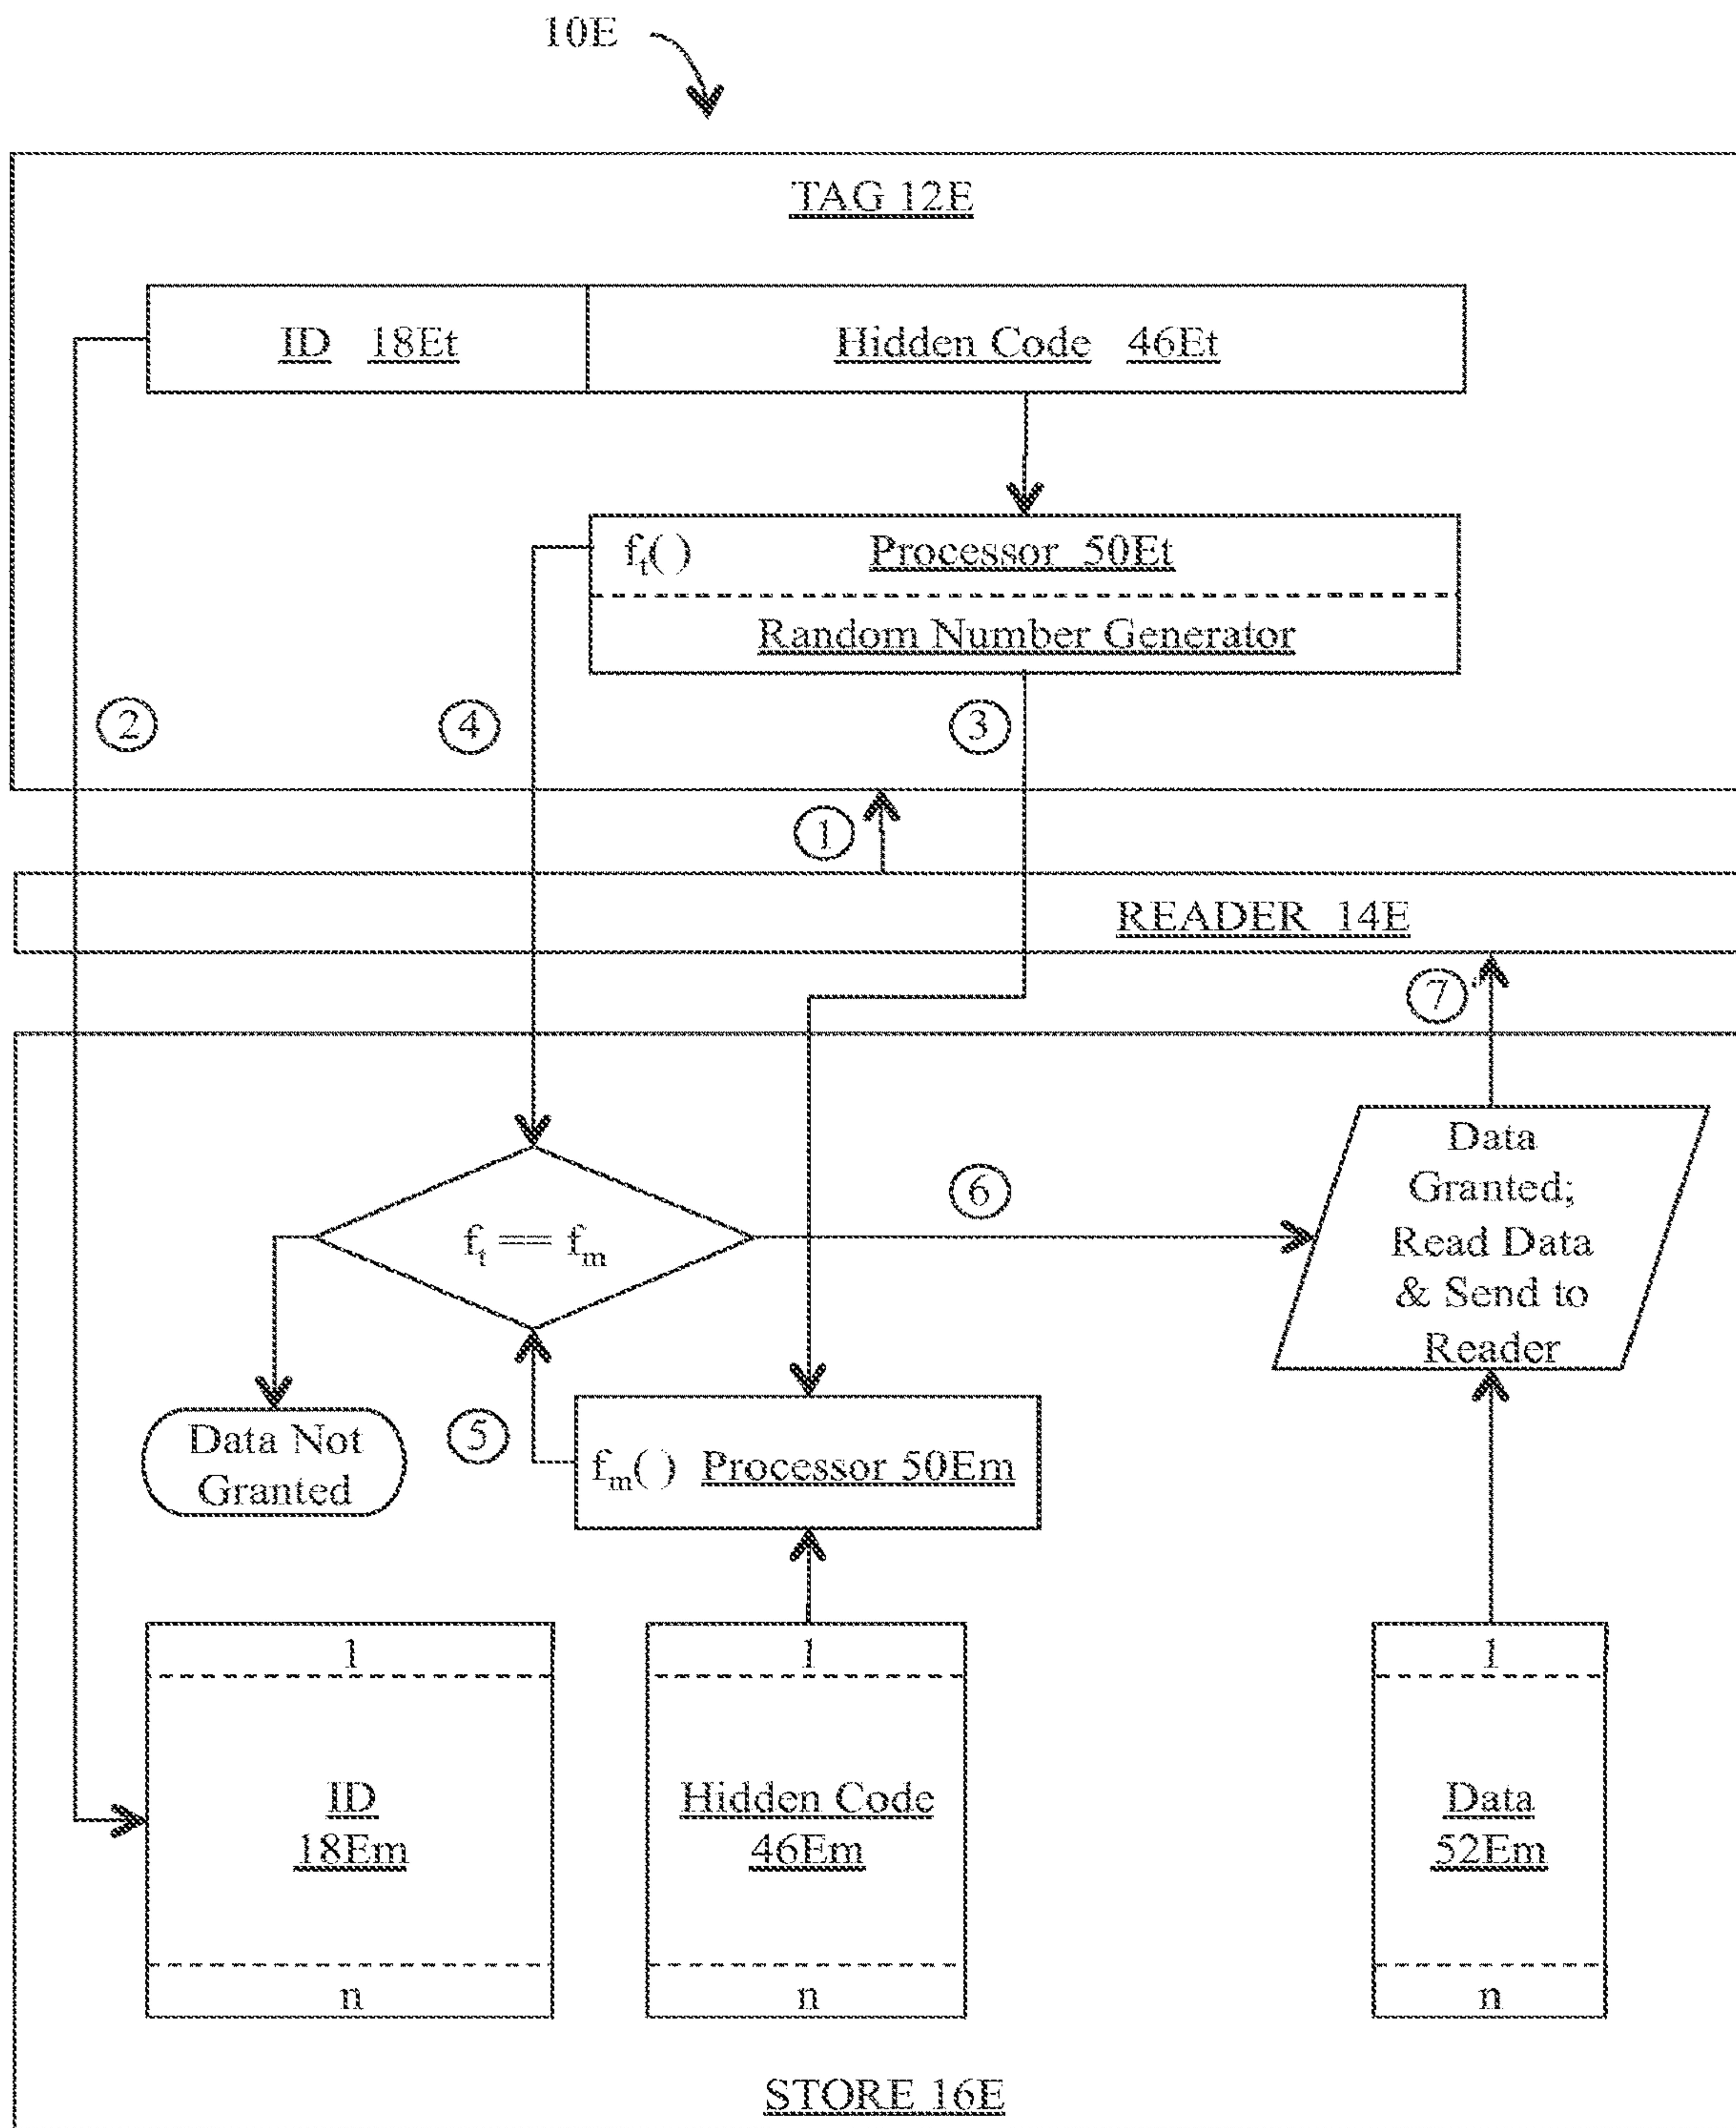 10E
TAG 12E
ID 18Et
Hidden Code 46Et
fₜ( )
Processor 50Et
Random Number Generator
2
4
3
1
READER 14E
7
Data
Granted;
Read Data
& Send to
Reader
6
fₜ == fₘ
Data Not
Granted
5
fₘ( )
Processor 50Em
1
1
1
ID
18Em
Hidden Code
46Em
Data
52Em
n
n
n
STORE 16E